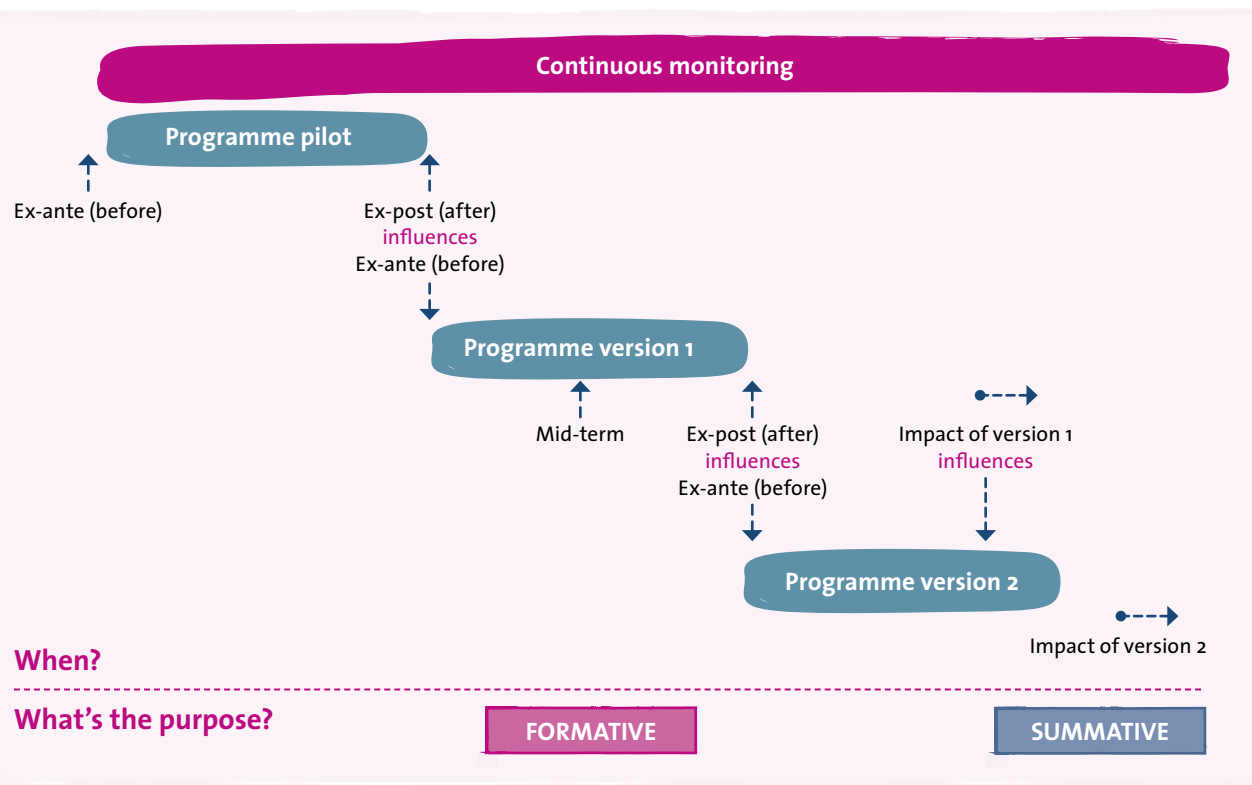 Continuous monitoring
Programme pilot
Ex-ante (before)
Ex-post (after)
influences
Ex-ante (before)
Programme version 1
Mid-term
Ex-post (after)
influences
Ex-ante (before)
Impact of version 1
influences
Programme version 2
Impact of version 2
When?
What's the purpose?
FORMATIVE
SUMMATIVE